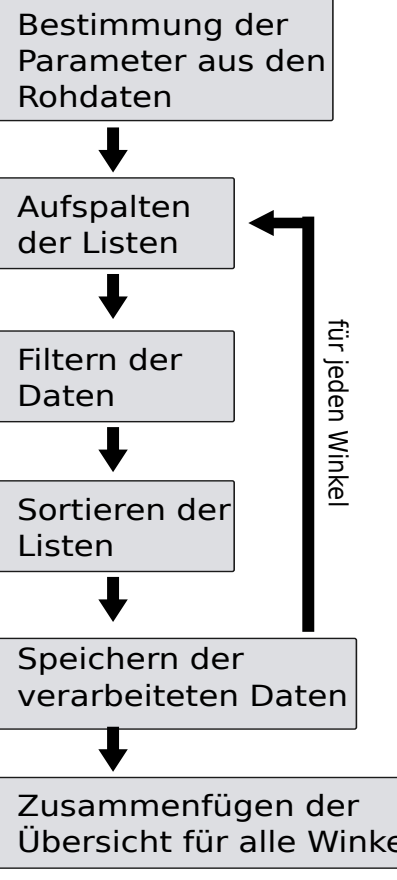 Bestimmung der
Parameter aus den
Rohdaten
Aufspalten
der Listen
für jeden Winkel
Filtern der
Daten
Sortieren der
Listen
Speichern der
verarbeiteten Daten
Zusammenfügen der
Übersicht für alle Winke